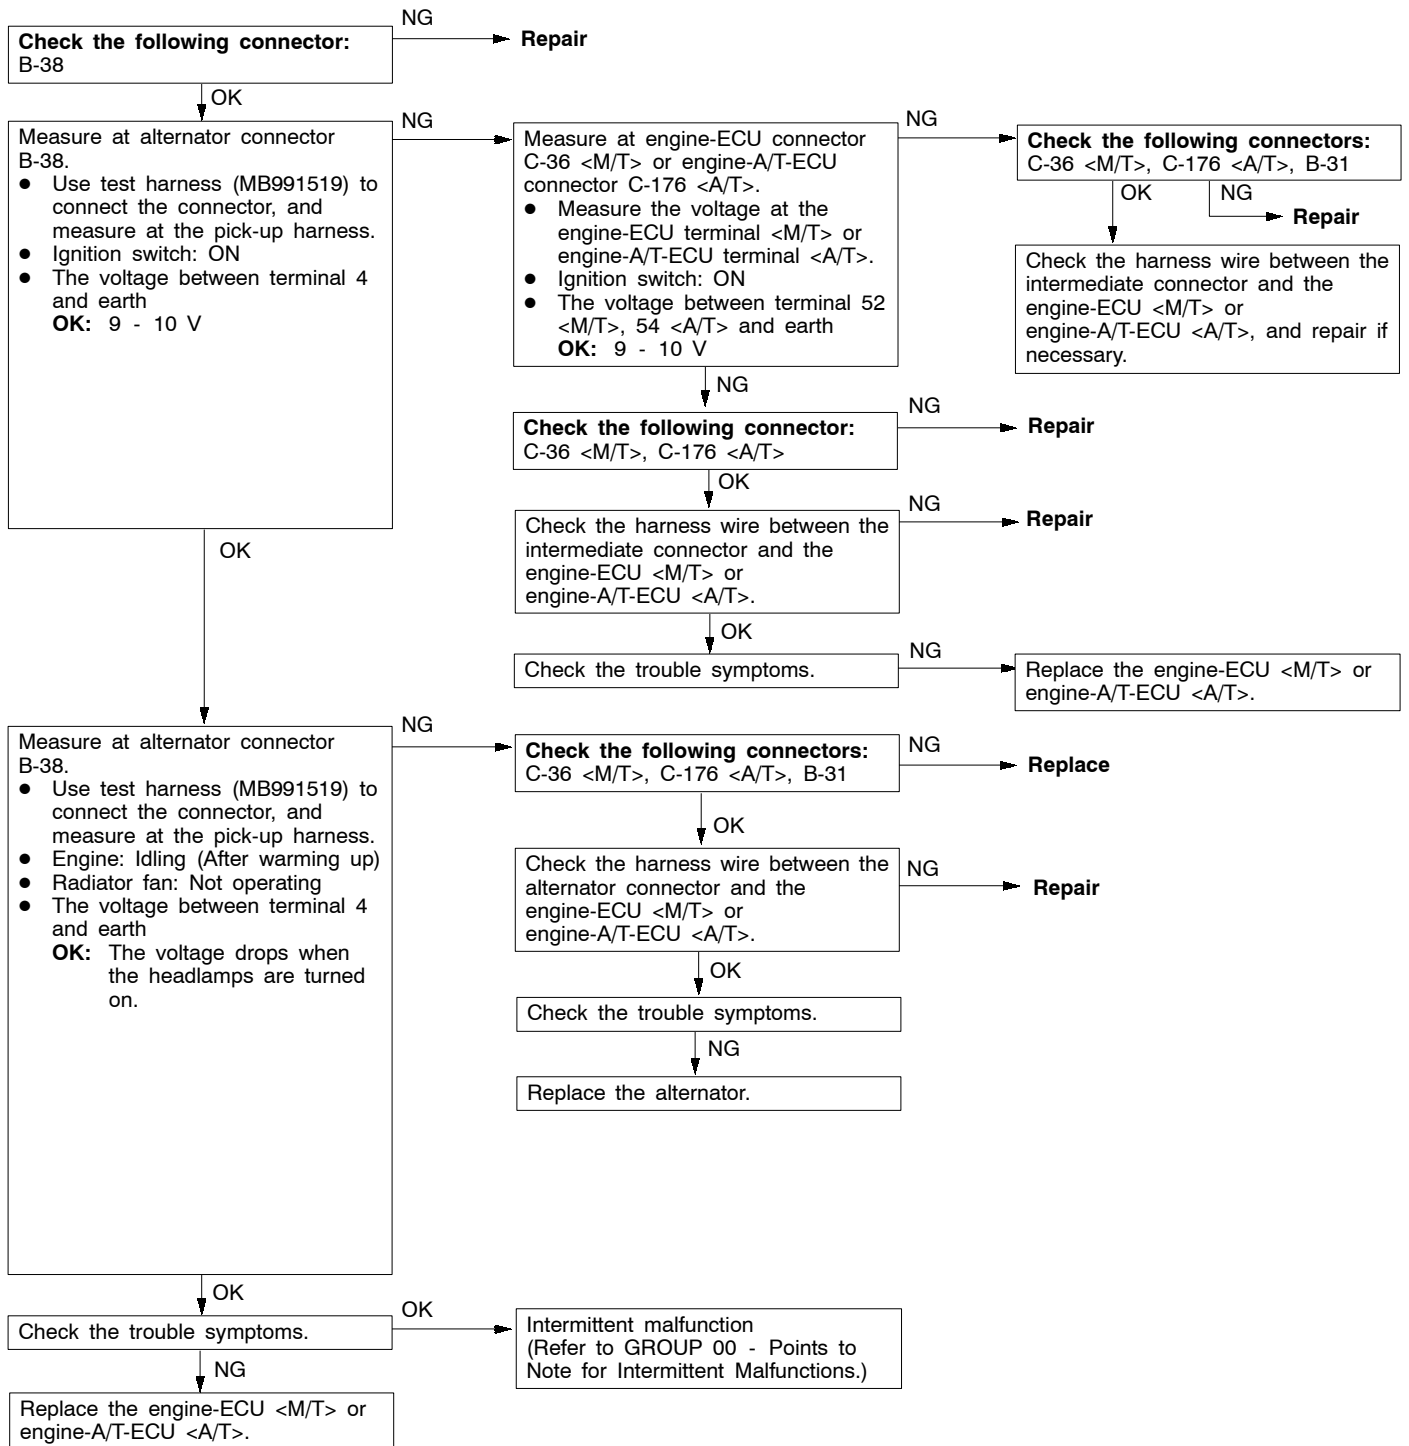 NG
Check the following connector:
B-38
Repair
OK
Measure at alternator connector
B-38.
● Use test harness (MB991519) to
connect the connector, and
measure at the pick-up harness.
● Ignition switch: ON
● The voltage between terminal 4
and earth
OK: 9 - 10 V
NG
Measure at engine-ECU connector
C-36 <M/T> or engine-A/T-ECU
connector C-176 <A/T>.
● Measure the voltage at the
engine-ECU terminal <M/T> or
engine-A/T-ECU terminal <A/T>.
● Ignition switch: ON
● The voltage between terminal 52
<M/T>, 54 <A/T> and earth
OK: 9 - 10 V
NG
Check the following connectors:
C-36 <M/T>, C-176 <A/T>, B-31
OK
NG
Repair
Check the harness wire between the
intermediate connector and the
engine-ECU <M/T> or
engine-A/T-ECU <A/T>, and repair if
necessary.
NG
Check the following connector:
C-36 <M/T>, C-176 <A/T>
NG
Repair
OK
Check the harness wire between the
intermediate connector and the
engine-ECU <M/T> or
engine-A/T-ECU <A/T>.
NG
Repair
OK
Check the trouble symptoms.
NG
Replace the engine-ECU <M/T> or
engine-A/T-ECU <A/T>.
OK
Measure at alternator connector
B-38.
● Use test harness (MB991519) to
connect the connector, and
measure at the pick-up harness.
● Engine: Idling (After warming up)
● Radiator fan: Not operating
● The voltage between terminal 4
and earth
OK: The voltage drops when
the headlamps are turned
on.
NG
Check the following connectors:
C-36 <M/T>, C-176 <A/T>, B-31
NG
Replace
OK
Check the harness wire between the
alternator connector and the
engine-ECU <M/T> or
engine-A/T-ECU <A/T>.
NG
Repair
OK
Check the trouble symptoms.
NG
Replace the alternator.
OK
Check the trouble symptoms.
OK
Intermittent malfunction
(Refer to GROUP 00 - Points to
Note for Intermittent Malfunctions.)
NG
Replace the engine-ECU <M/T> or
engine-A/T-ECU <A/T>.